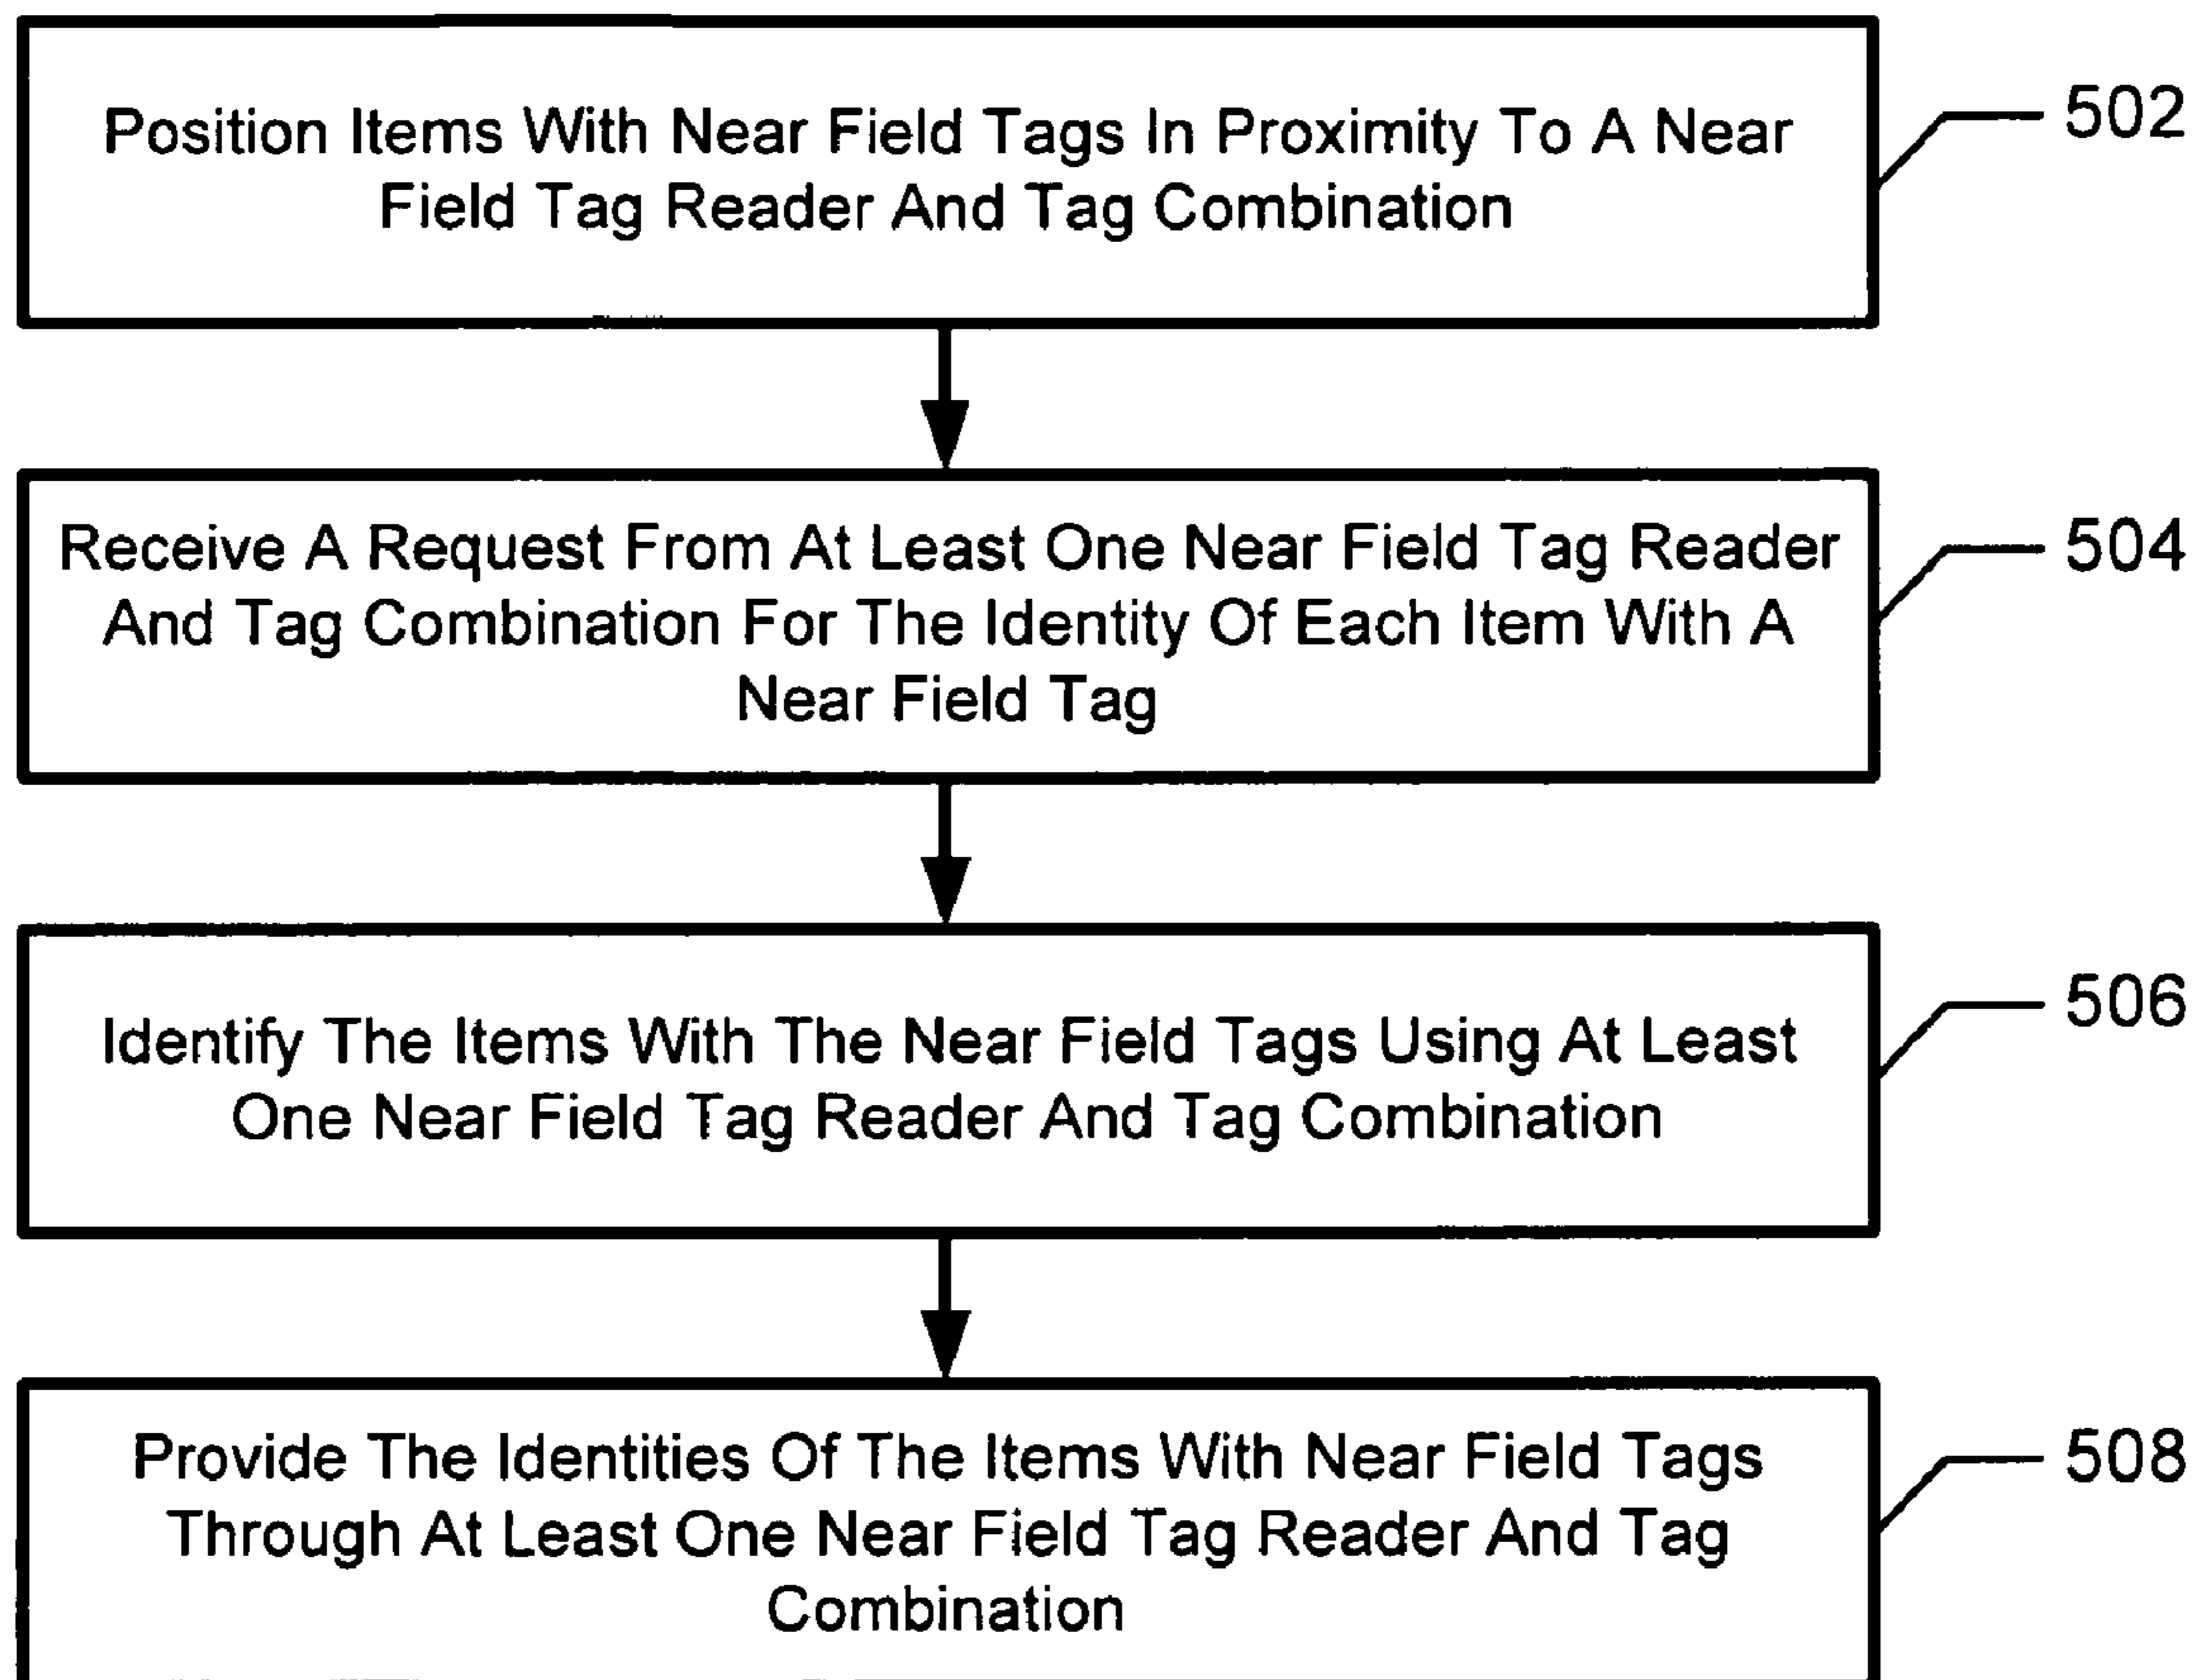 Position Items With Near Field Tags In Proximity To A Near
Field Tag Reader And Tag Combination
502
Receive A Request From At Least One Near Field Tag Reader
And Tag Combination For The Identity Of Each Item With A
Near Field Tag
504
Identify The Items With The Near Field Tags Using At Least
One Near Field Tag Reader And Tag Combination
506
Provide The Identities Of The Items With Near Field Tags
Through At Least One Near Field Tag Reader And Tag
Combination
508